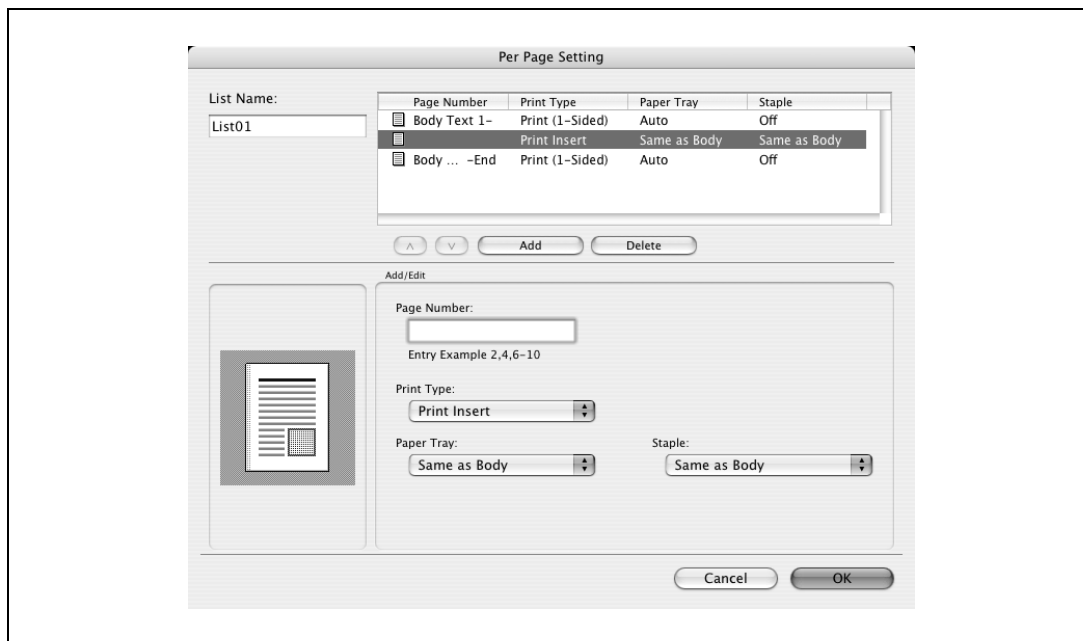 Per Page Setting
List Name:
List01
Page Number Print Type Paper Tray Staple
Body Text 1- Print (1-Sided) Auto Off
Print Insert Same as Body Same as Body
Body ... -End Print (1-Sided) Auto Off
Add Delete
Add/Edit
Page Number:
Entry Example 2,4,6-10
Print Type:
Print Insert
Paper Tray: Staple:
Same as Body Same as Body
Cancel OK